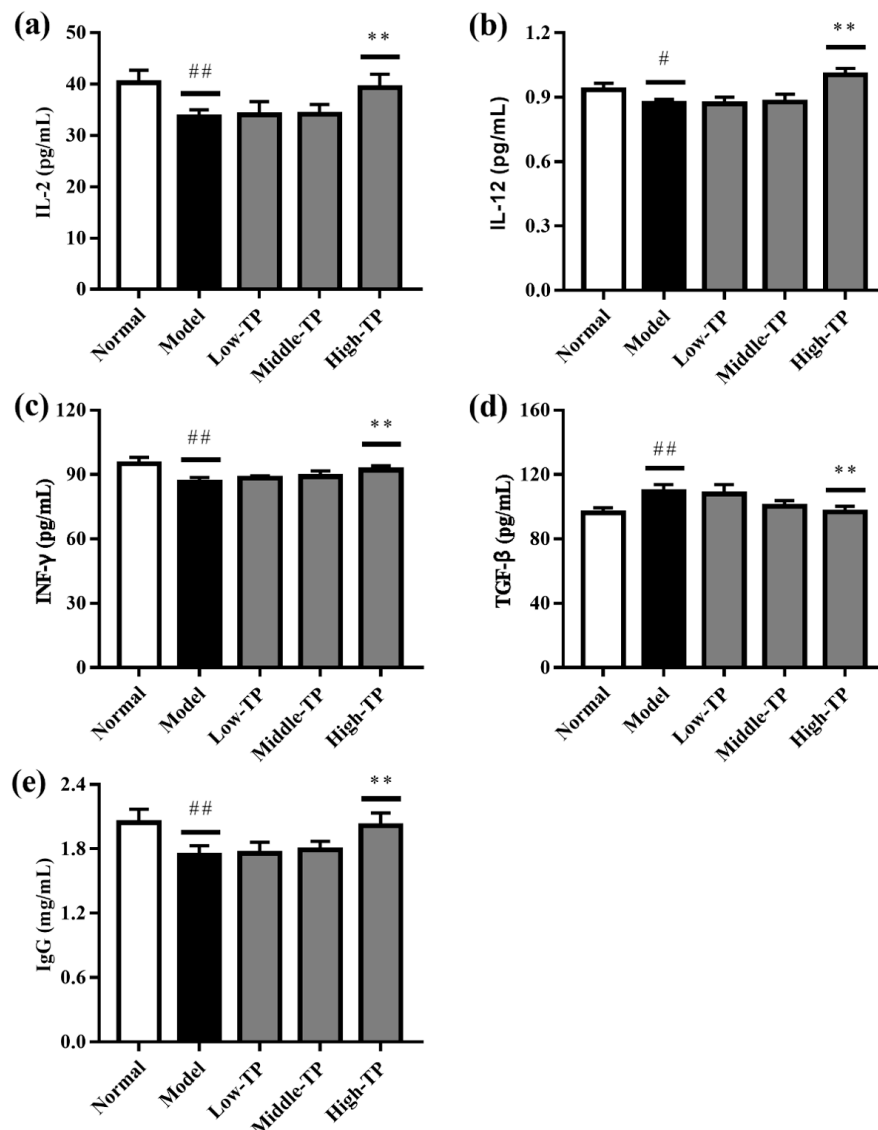 (a)
IL-2 (pg/mL)
50
40
30
20
10
0
##
**
Normal
Model
Low-TP
Middle-TP
High-TP
(b)
IL-12 (pg/mL)
1.2
0.9
0.6
0.3
0.0
#
**
Normal
Model
Low-TP
Middle-TP
High-TP
(c)
INF-γ (pg/mL)
120
90
60
30
0
##
**
Normal
Model
Low-TP
Middle-TP
High-TP
(d)
TGF-β (pg/mL)
160
120
80
40
0
##
**
Normal
Model
Low-TP
Middle-TP
High-TP
(e)
IgG (mg/mL)
2.4
1.8
1.2
0.6
0.0
##
**
Normal
Model
Low-TP
Middle-TP
High-TP